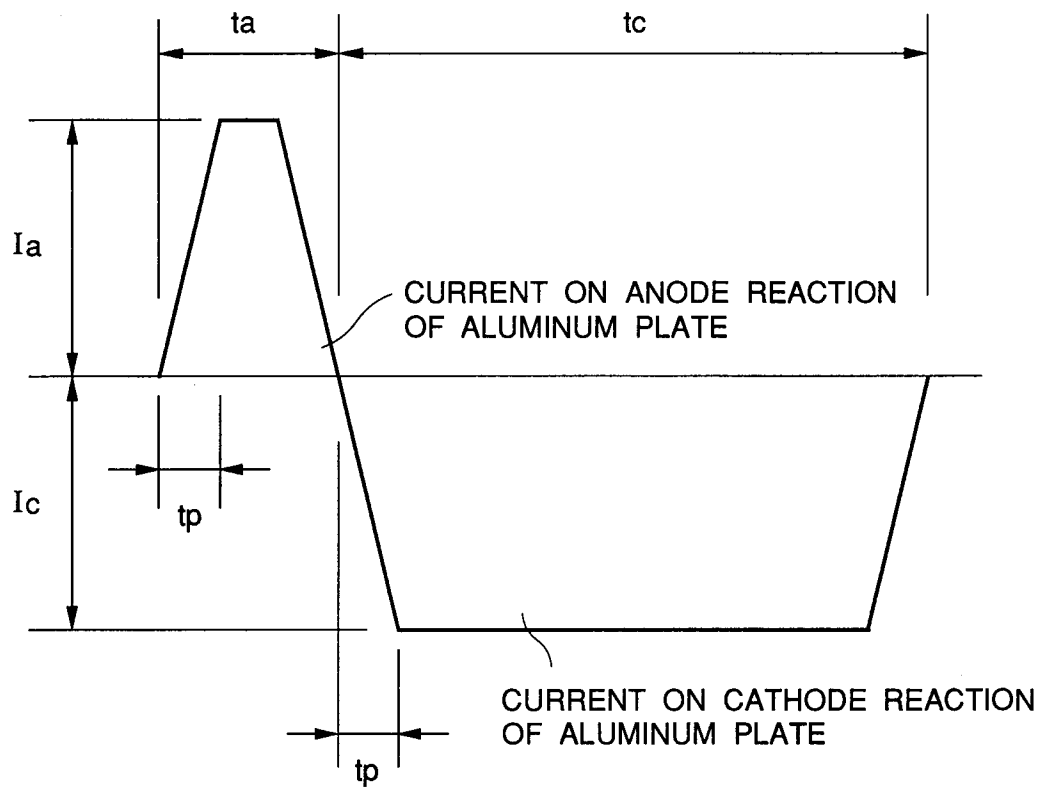 ta
tc
Ia
CURRENT ON ANODE REACTION
OF ALUMINUM PLATE
Ic
tp
CURRENT ON CATHODE REACTION
OF ALUMINUM PLATE
tp